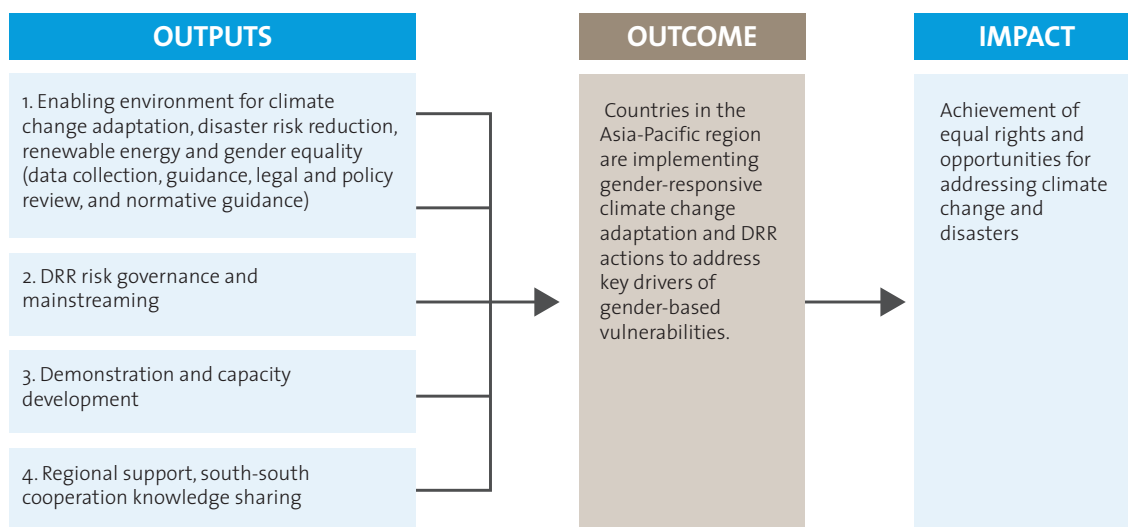 OUTPUTS
1. Enabling environment for climate
change adaptation, disaster risk reduction,
renewable energy and gender equality
(data collection, guidance, legal and policy
review, and normative guidance)
2. DRR risk governance and
mainstreaming
3. Demonstration and capacity
development
4. Regional support, south-south
cooperation knowledge sharing
OUTCOME
Countries in the
Asia-Pacific region
are implementing
gender-responsive
climate change
adaptation and DRR
actions to address
key drivers of
gender-based
vulnerabilities.
IMPACT
Achievement of
equal rights and
opportunities for
addressing climate
change and
disasters